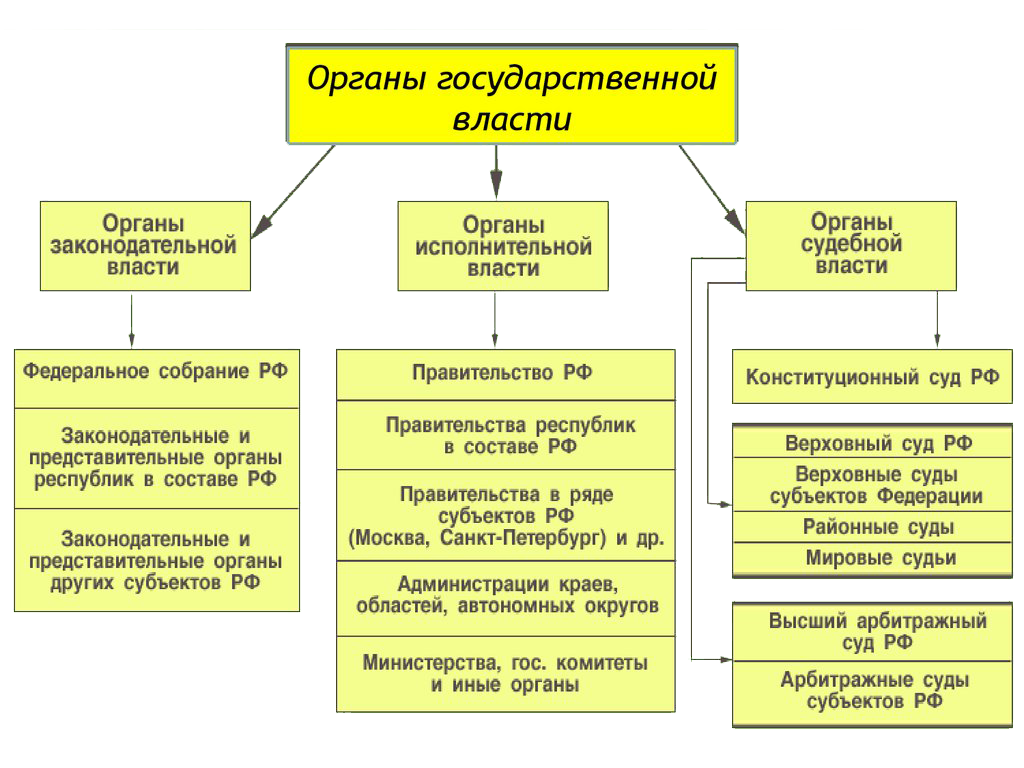 Органы государственной
власти
Органы
законодательной
власти
Федеральное собрание РФ
Законодательные и
представительные органы
республик в составе РФ
Законодательные и
представительные органы
других субъектов РФ
Органы
исполнительной
власти
Правительство РФ
Правительства республик
в составе РФ
Правительства в ряде
субъектов РФ
(Москва, Санкт-Петербург) и др.
Администрации краев,
областей, автономных округов
Министерства, гос. комитеты
и иные органы
Органы
судебной
власти
Конституционный суд РФ
Верховный суд РФ
Верховные суды
субъектов Федерации
Районные суды
Мировые судьи
Высший арбитражный
суд РФ
Арбитражные суды
субъектов РФ